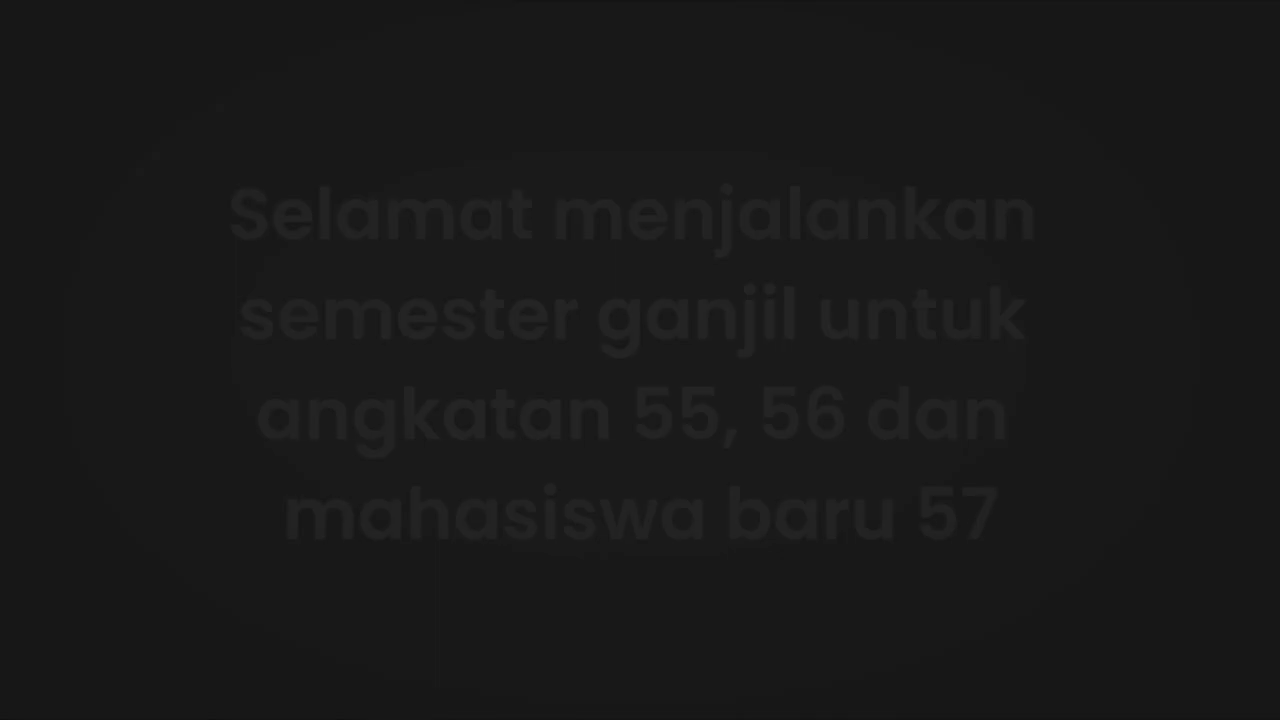 Selamat menjalankan
semester ganjil untuk
angkatan 55, 56 dan
mahasiswa baru 57